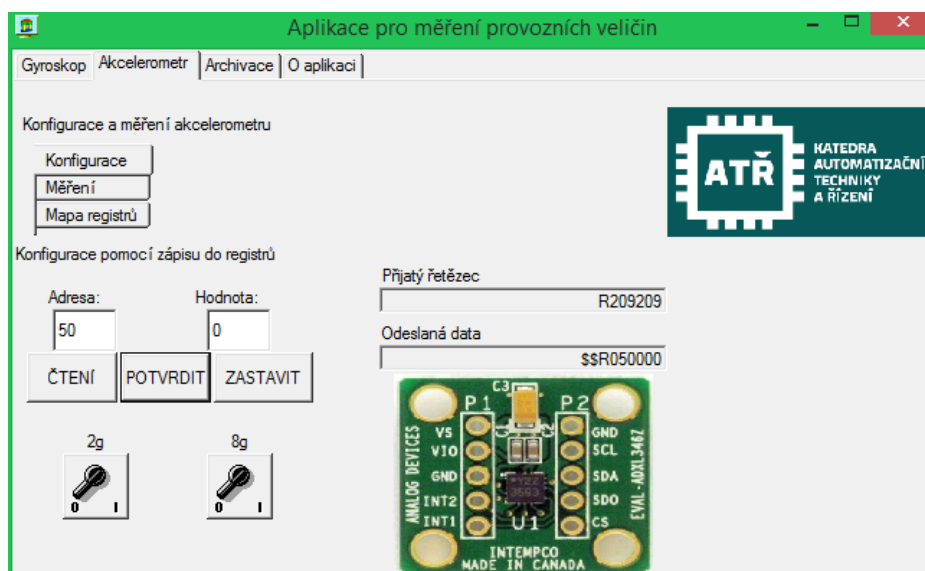 Aplikace pro měření provozních veličin
Gyroskop Akcelerometr Archivace O aplikaci
Konfigurace a měření akcelerometru
Konfigurace
Měření
Mapa registrů
ATŘ
KATEDRA
AUTOMATIZAČNÍ
TECHNIKY
A ŘÍZENÍ
Konfigurace pomocí zápisu do registrů
Adresa: Hodnota:
50 0
ČTENÍ POTVRDIT ZASTAVIT
2g 8g
0 I 0 I
Přijatý řetězec
R209209
Odeslaná data
$$R050000
C3
P1 P2
C1 C2
VS GND
VIO SCL
GND SDA
INT2 SDO
INT1 U1 CS
ANALOG DEVICES
EVAL-ADXL346Z
INTEMPCO
MADE IN CANADA